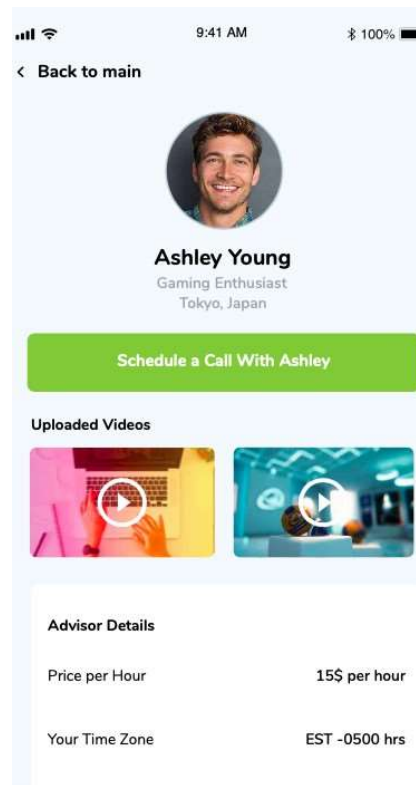 9:41 AM
100%
Back to main
Ashley Young
Gaming Enthusiast
Tokyo, Japan
Schedule a Call With Ashley
Uploaded Videos
Advisor Details
Price per Hour 15$ per hour
Your Time Zone EST -0500 hrs